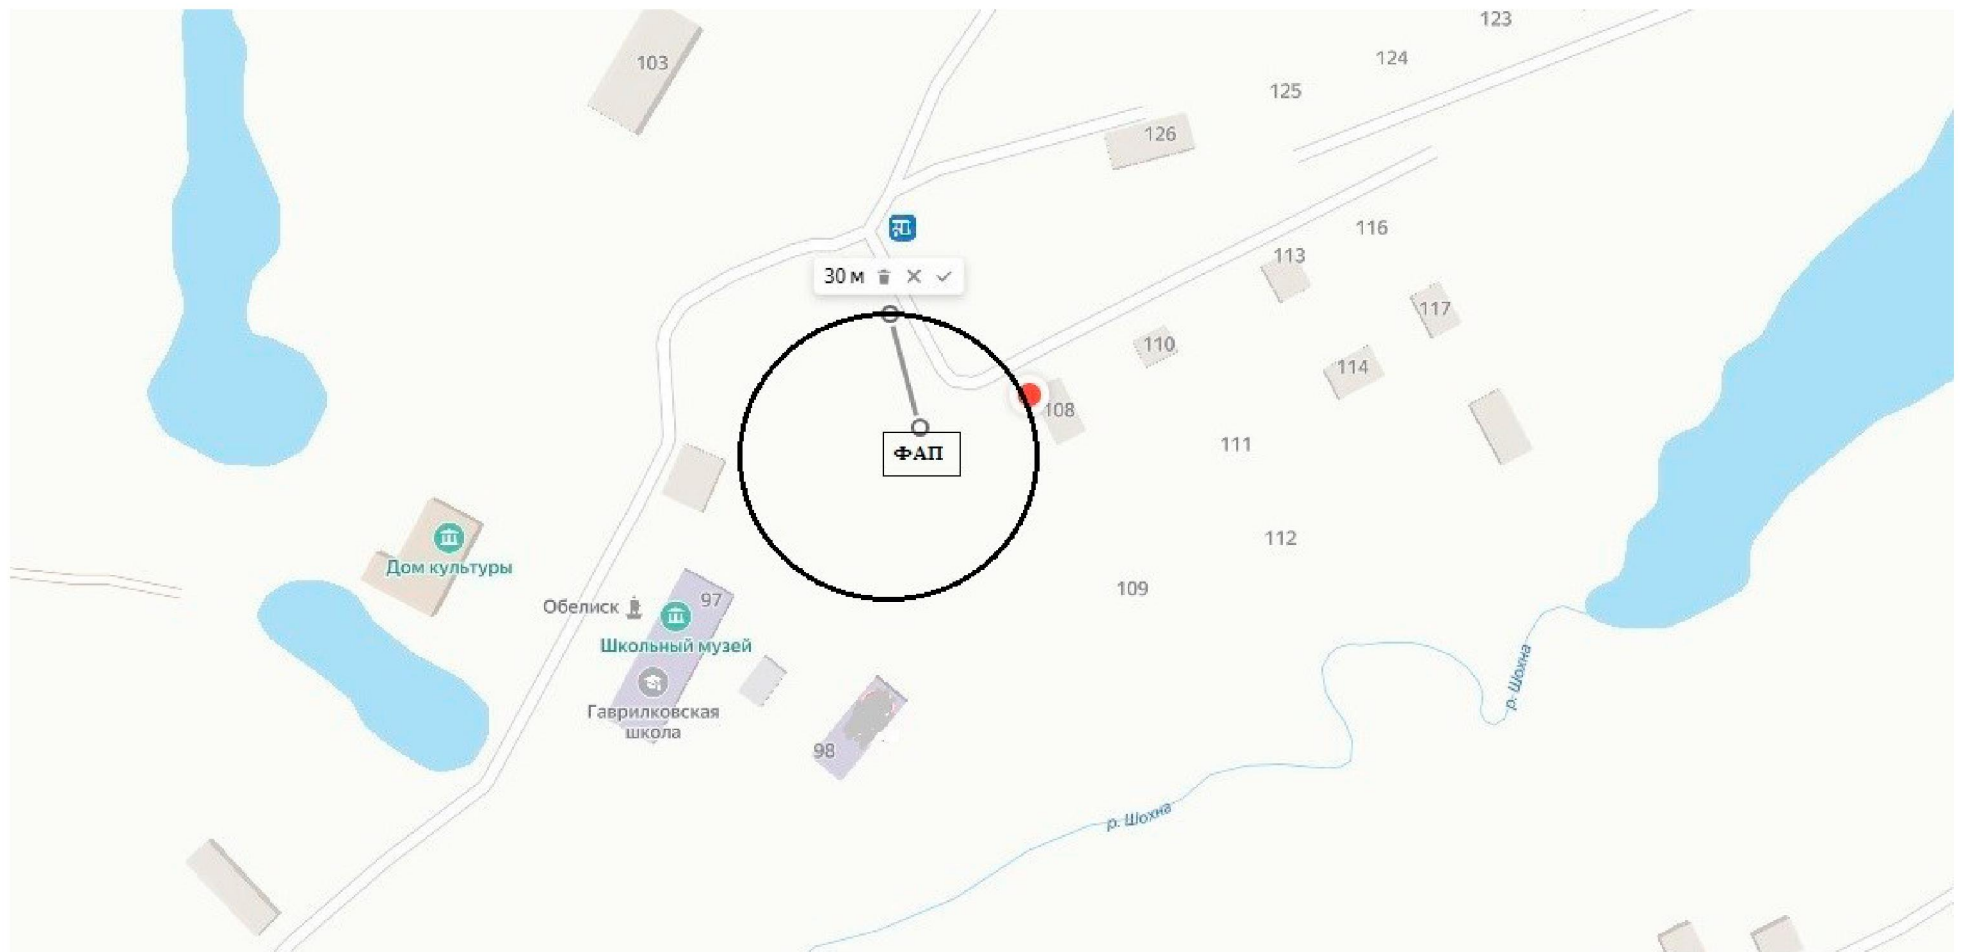 123
124
103
125
126
116
113
30 м
117
110
114
108
111
ФАП
112
Дом культуры
109
97
Обелиск
Школьный музей
р. Шохна
Гаврилковская
школа
98
р. Шохна